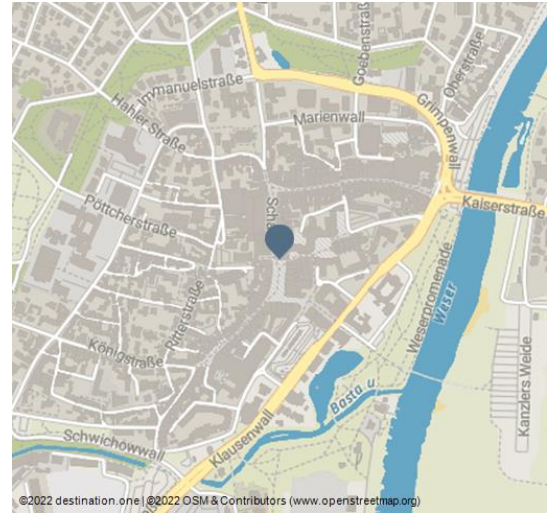 Goebenstraße
Oberstraße
Immanuelstraße
Grimpenwall
Hahler Straße
Marienwall
Pöttcherstraße
Kaiserstraße
Ritterstraße
Weserpromenade
Weser
Königstraße
Kanzlers Weide
Basta u
Schwichowwall
Klausenwall
©2022 destination.one | ©2022 OSM & Contributors (www.openstreetmap.org)